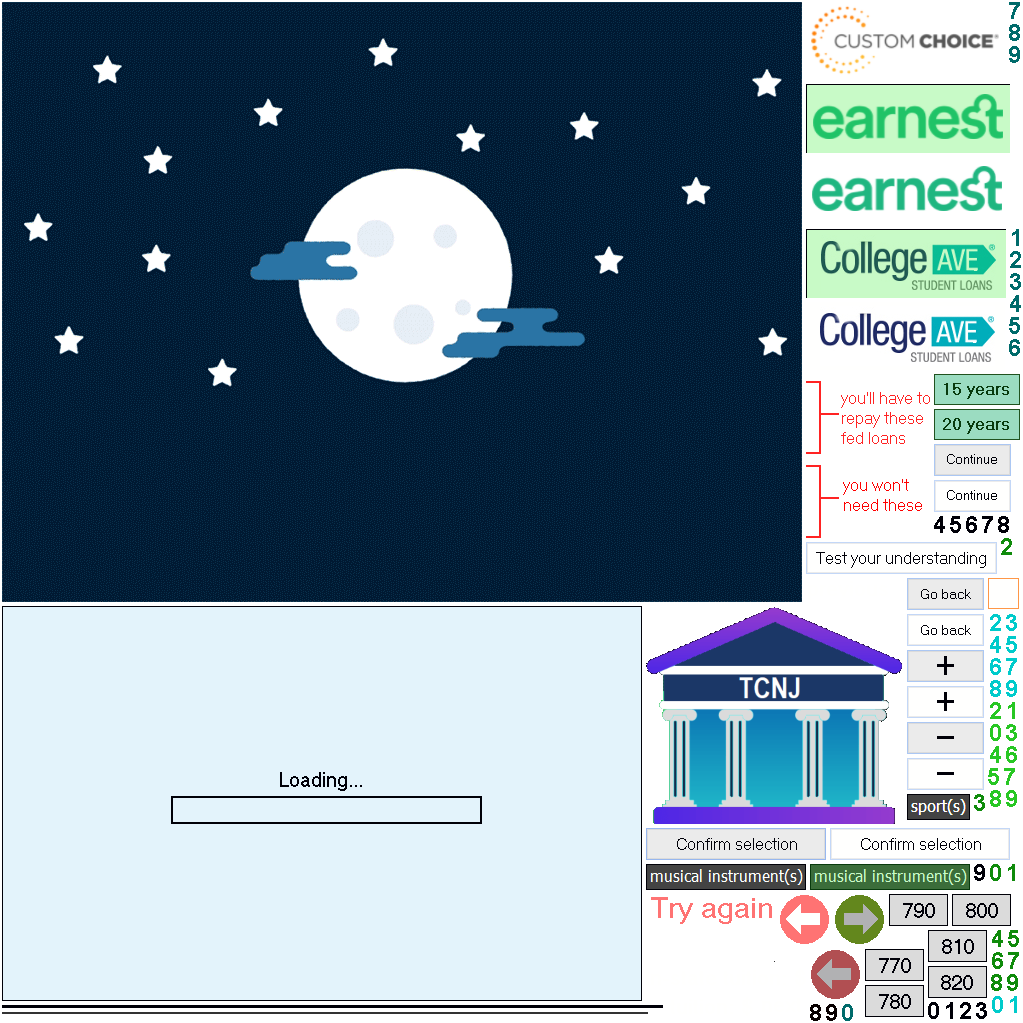 CUSTOM CHOICE®
7
8
9
earnest
earnest
College AVE®
STUDENT LOANS
1
2
3
4
5
6
College AVE®
STUDENT LOANS
you'll have to
repay these
fed loans
15 years
20 years
Continue
you won't
need these
Continue
45678
Test your understanding
2
Go back
Go back
23
45
67
89
21
03
46
57
89
+
+
−
−
TCNJ
sport(s)
3
Loading...
Confirm selection
Confirm selection
musical instrument(s)
musical instrument(s)
901
Try again
790
800
810
820
770
780
45
67
89
01
890
0123